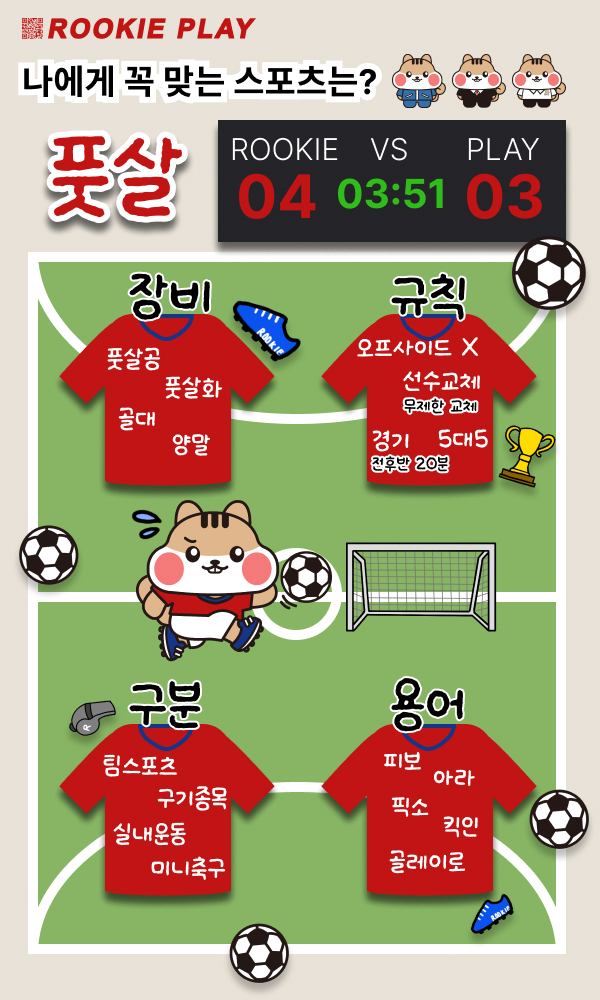 ROOKIE PLAY
나에게 꼭 맞는 스포츠는?
풋살
ROOKIE VS PLAY
04 03:51 03
장비
ROOKIE
풋살공
풋살화
골대
양말
규칙
오프사이드 X
선수교체
무제한 교체
경기 5대5
전후반 20분
구분
R
팀스포츠
구기종목
실내운동
미니축구
용어
피보
아라
픽소
킥인
골레이로
ROOKIE